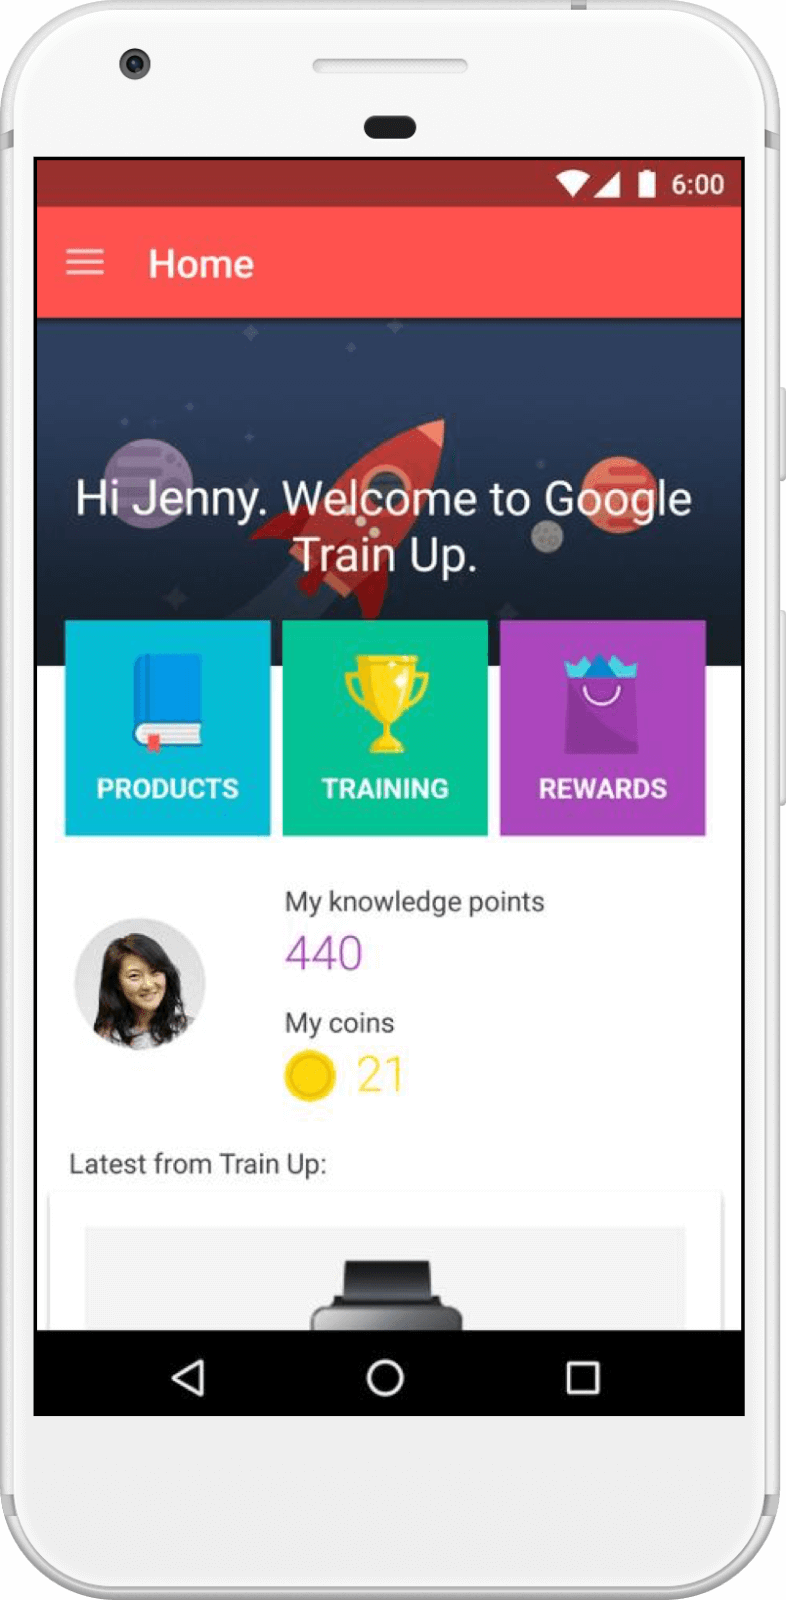 6:00
Home
Hi Jenny. Welcome to Google
Train Up.
PRODUCTS
TRAINING
REWARDS
My knowledge points
440
My coins
21
Latest from Train Up: